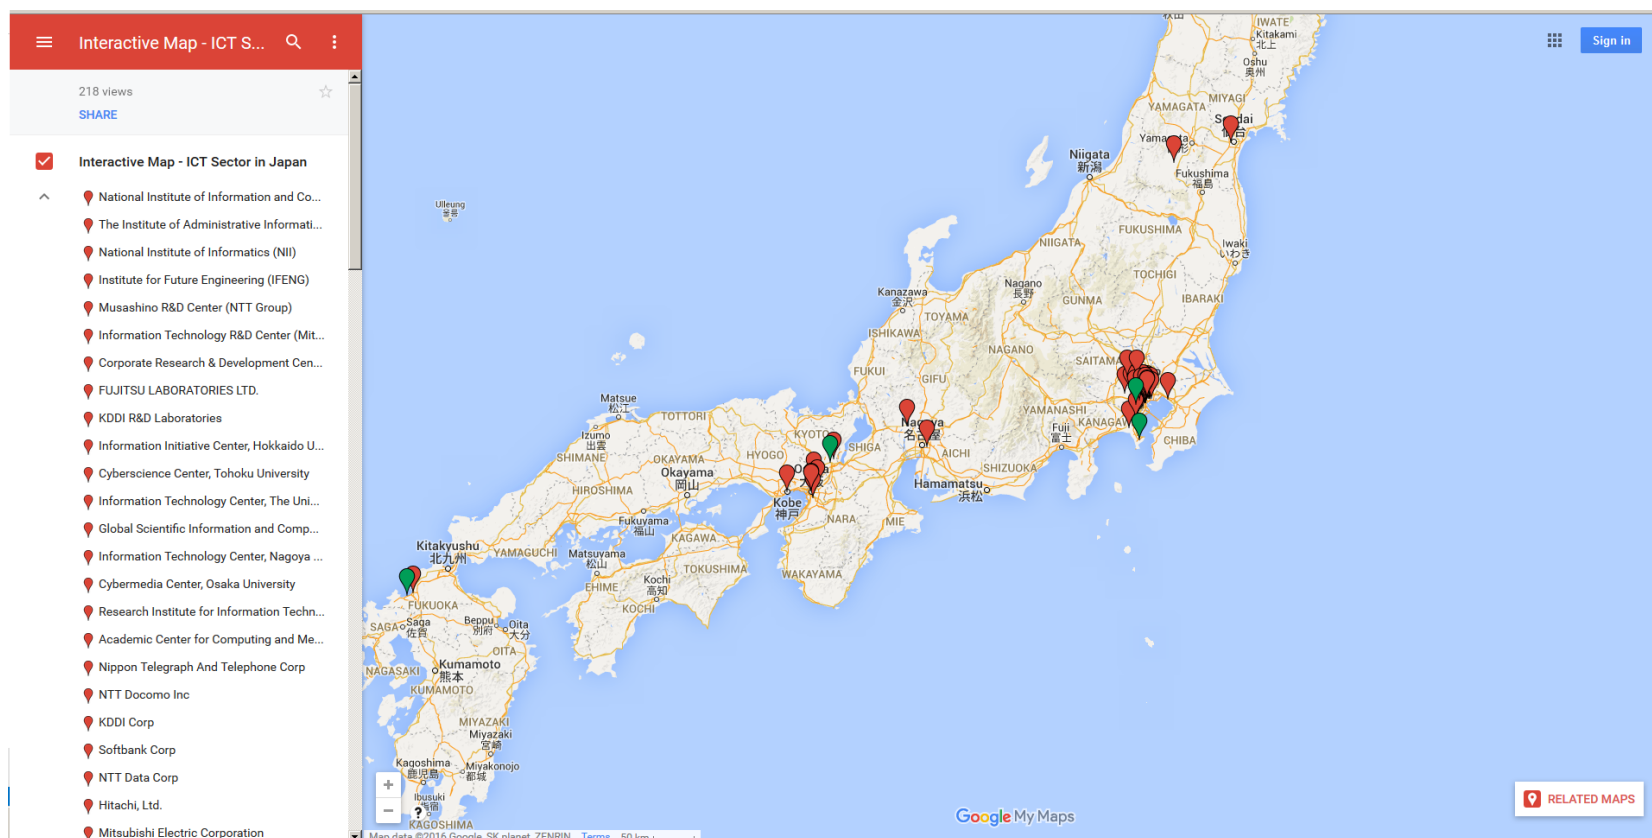 Interactive Map - ICT S...
218 views
SHARE
Interactive Map - ICT Sector in Japan
National Institute of Information and Co...
The Institute of Administrative Informati...
National Institute of Informatics (NII)
Institute for Future Engineering (IFENG)
Musashino R&D Center (NTT Group)
Information Technology R&D Center (Mit...
Corporate Research & Development Cen...
FUJITSU LABORATORIES LTD.
KDDI R&D Laboratories
Information Initiative Center, Hokkaido U...
Cyberscience Center, Tohoku University
Information Technology Center, The Uni...
Global Scientific Information and Comp...
Information Technology Center, Nagoya ...
Cybermedia Center, Osaka University
Research Institute for Information Techn...
Academic Center for Computing and Me...
Nippon Telegraph And Telephone Corp
NTT Docomo Inc
KDDI Corp
Softbank Corp
NTT Data Corp
Hitachi, Ltd.
Mitsubishi Electric Corporation
Sign in
IWATE
Kitakami
北上
Oshu
奥州
MIYAGI
YAMAGATA
Niigata
新潟
Fukushima
福島
FUKUSHIMA
Iwaki
いわき
NIIGATA
TOCHIGI
Nagano
長野
GUNMA
IBARAKI
Kanazawa
金沢
TOYAMA
ISHIKAWA
NAGANO
SAITAMA
FUKUI
GIFU
YAMANASHI
Fuji
富士
CHIBA
Ulleung
Matsue
松江
TOTTORI
Izumo
出雲
SHIMANE
KYOTO
SHIGA
HYOGO
AICHI
SHIZUOKA
Hamamatsu
浜松
OKAYAMA
Okayama
岡山
HIROSHIMA
Kobe
神戸
NARA
MIE
Fukuyama
福山
KAGAWA
Kitakyushu
北九州
YAMAGUCHI
Matsuyama
松山
TOKUSHIMA
WAKAYAMA
EHIME
Kochi
高知
KOCHI
FUKUOKA
SAGA
Saga
佐賀
Beppu
別府
Oita
大分
OITA
NAGASAKI
Kumamoto
熊本
KUMAMOTO
MIYAZAKI
Miyazaki
宮崎
Kagoshima
鹿児島
Miyakonojo
都城
Ibusuki
指宿
KAGOSHIMA
+
−
?
Google My Maps
RELATED MAPS
Map data ©2016 Google, SK planet, ZENRIN
Terms
50 km